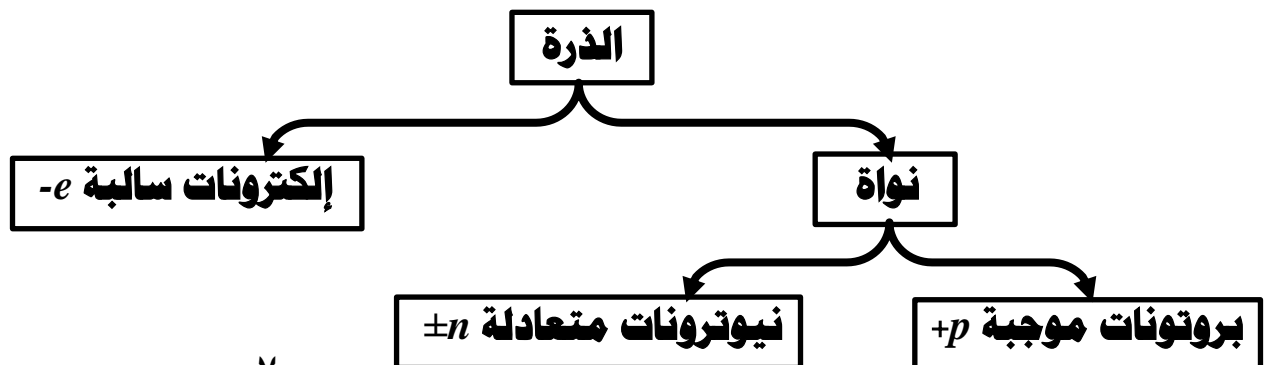 الذرة
نواة
إلكترونات سالبة -e
بروتونات موجبة +p
نيوترونات متعادلة ±n